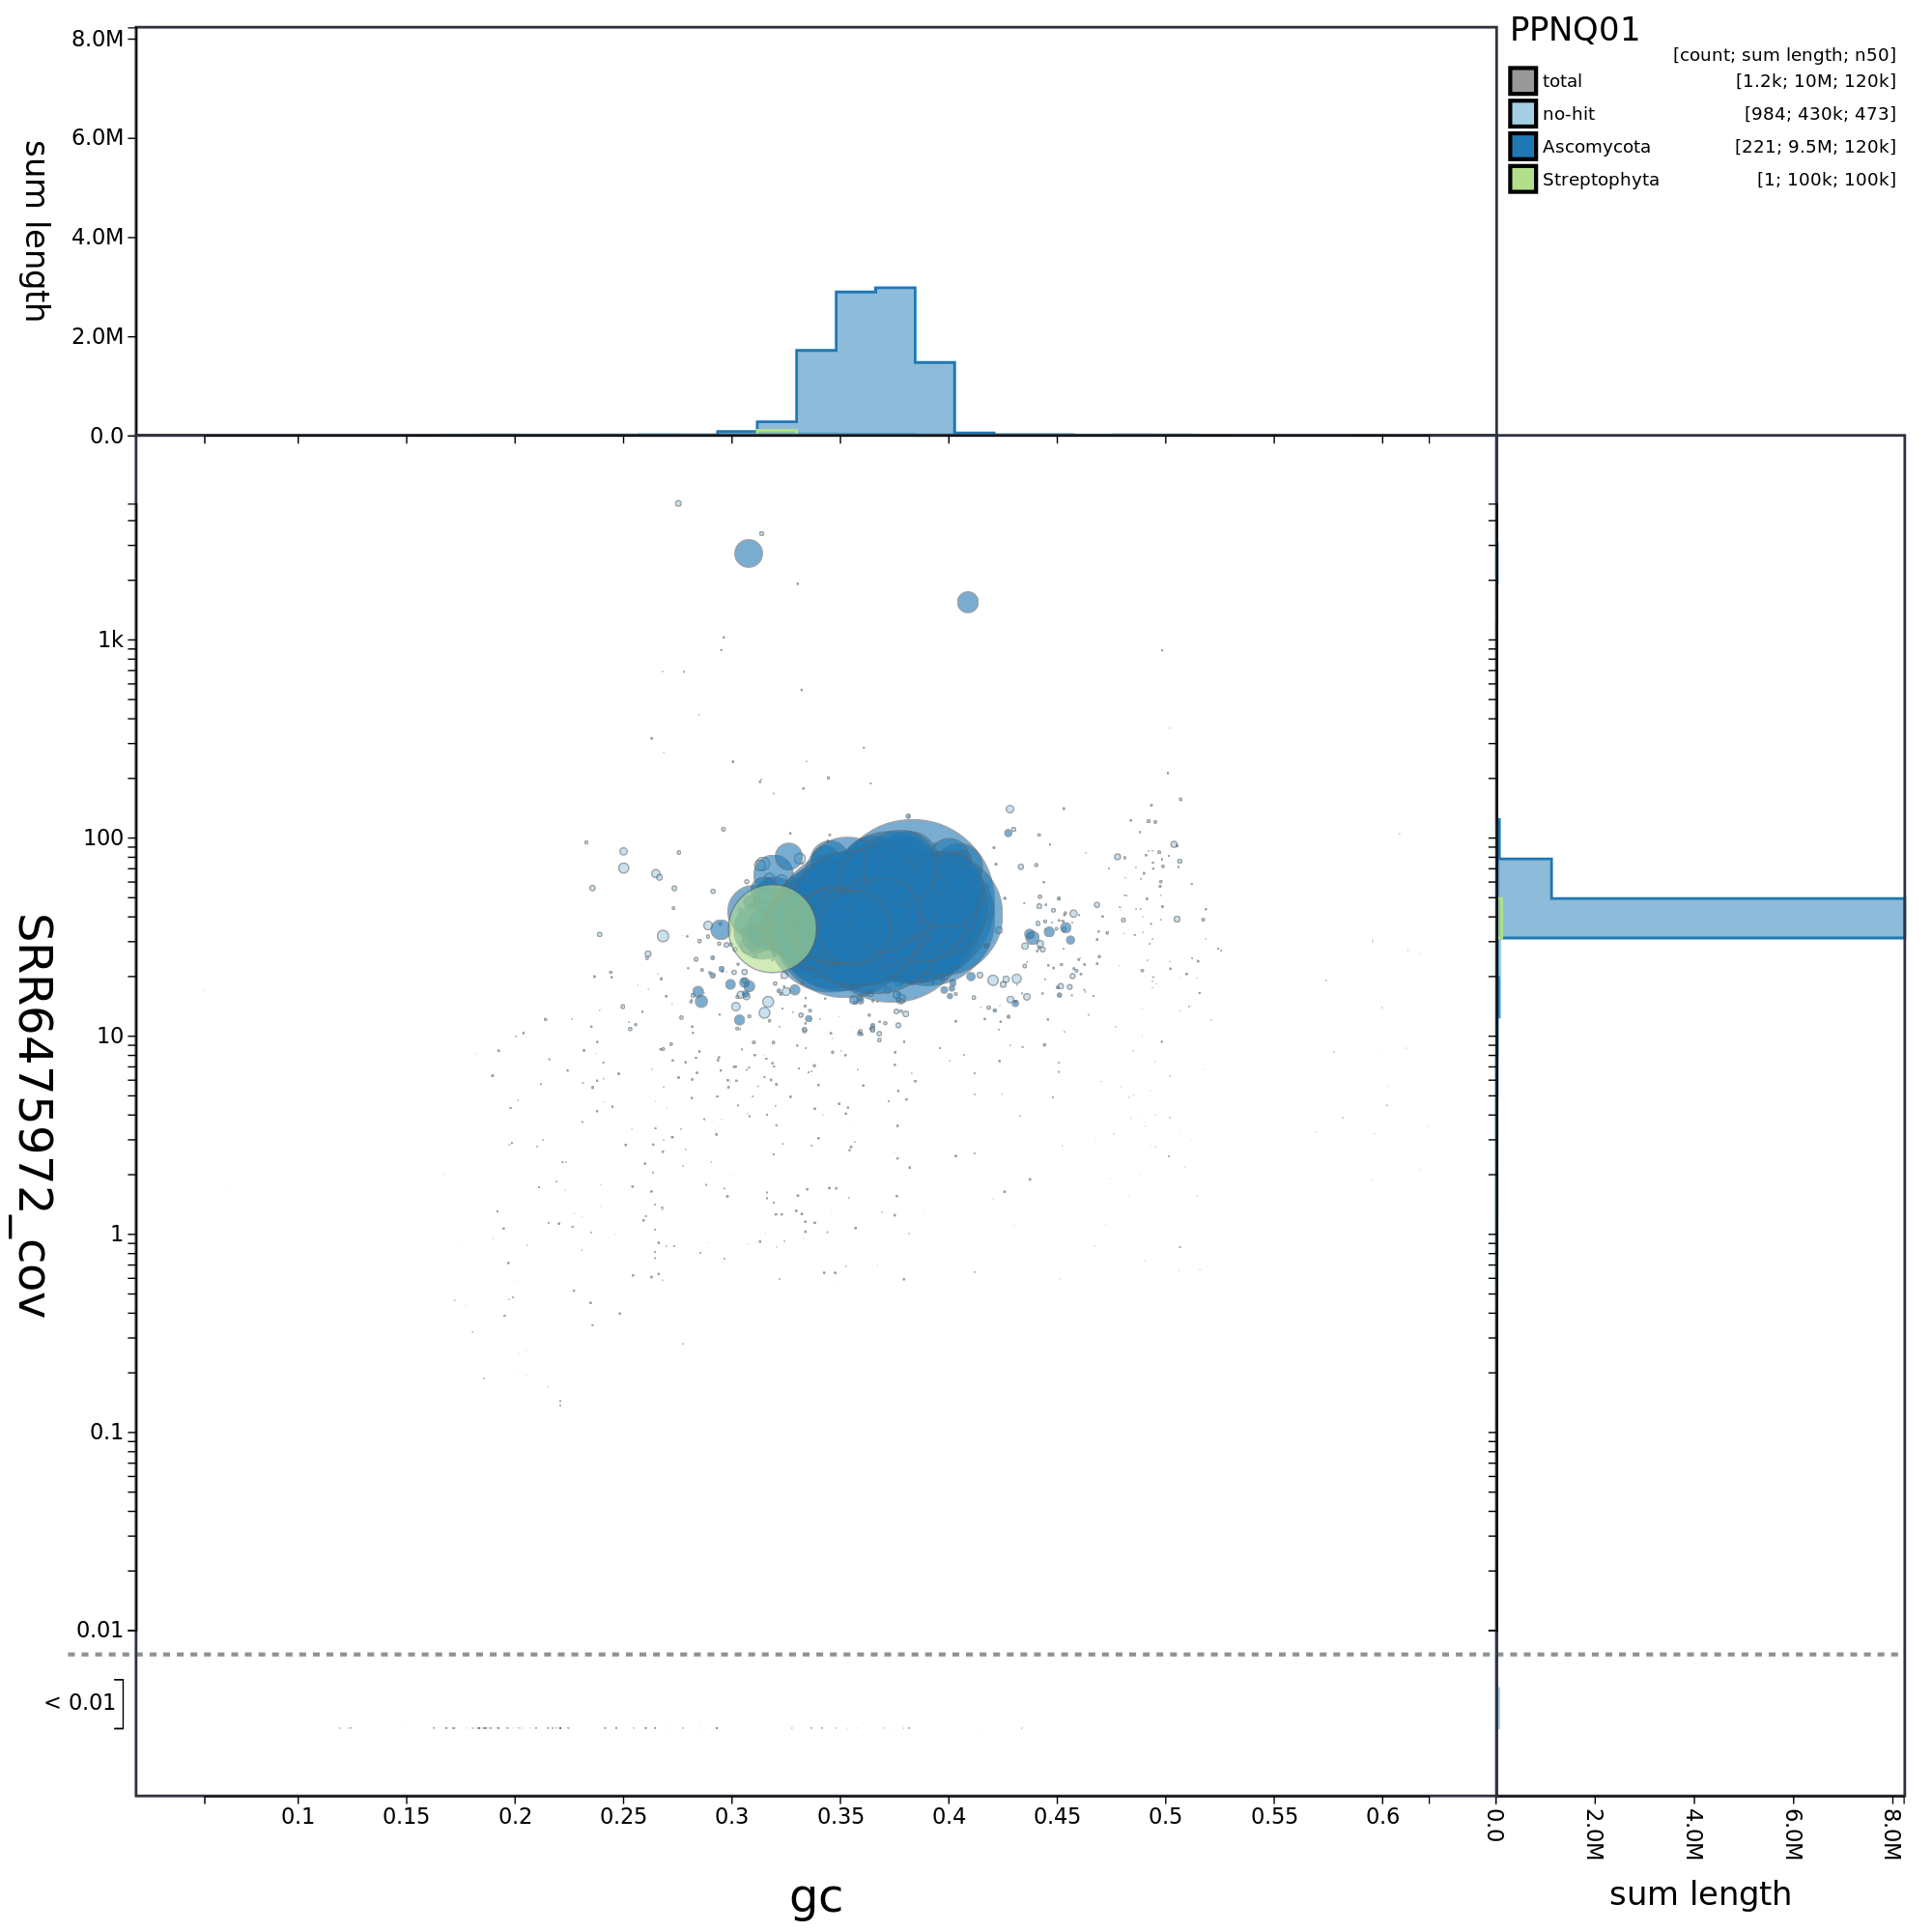 PPNQ01
[count; sum length; n50]
total [1.2k; 10M; 120k]
no-hit [984; 430k; 473]
Ascomycota [221; 9.5M; 120k]
Streptophyta [1; 100k; 100k]
sum length
8.0M
6.0M
4.0M
2.0M
0.0
SRR6475972_cov
1k
100
10
1
0.1
0.01
< 0.01
0.1 0.15 0.2 0.25 0.3 0.35 0.4 0.45 0.5 0.55 0.6
gc
0.0 2.0M 4.0M 6.0M 8.0M
sum length